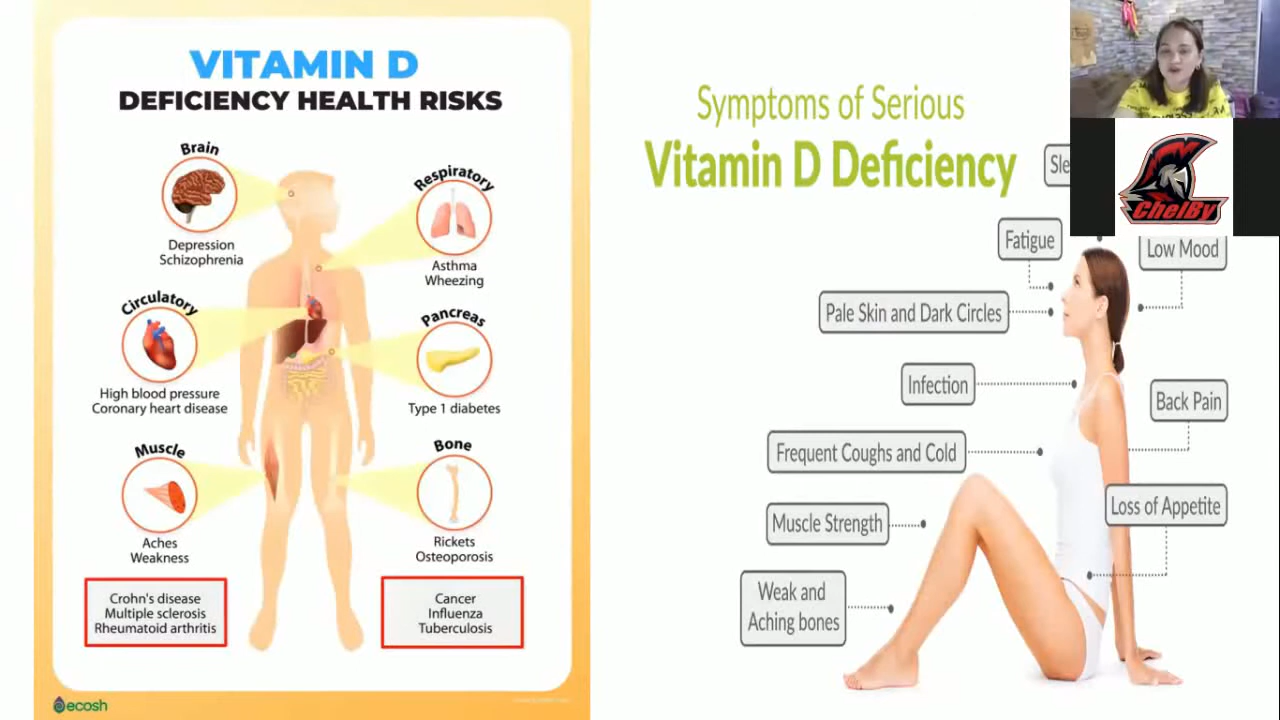 VITAMIN D
DEFICIENCY HEALTH RISKS
Brain
Depression
Schizophrenia
Respiratory
Asthma
Wheezing
Circulatory
High blood pressure
Coronary heart disease
Pancreas
Type 1 diabetes
Muscle
Aches
Weakness
Bone
Rickets
Osteoporosis
Crohn's disease
Multiple sclerosis
Rheumatoid arthritis
Cancer
Influenza
Tuberculosis
ecosh
Symptoms of Serious
Vitamin D Deficiency
Sle
Fatigue
Low Mood
Pale Skin and Dark Circles
Infection
Back Pain
Frequent Coughs and Cold
Loss of Appetite
Muscle Strength
Weak and
Aching bones
ChelBy